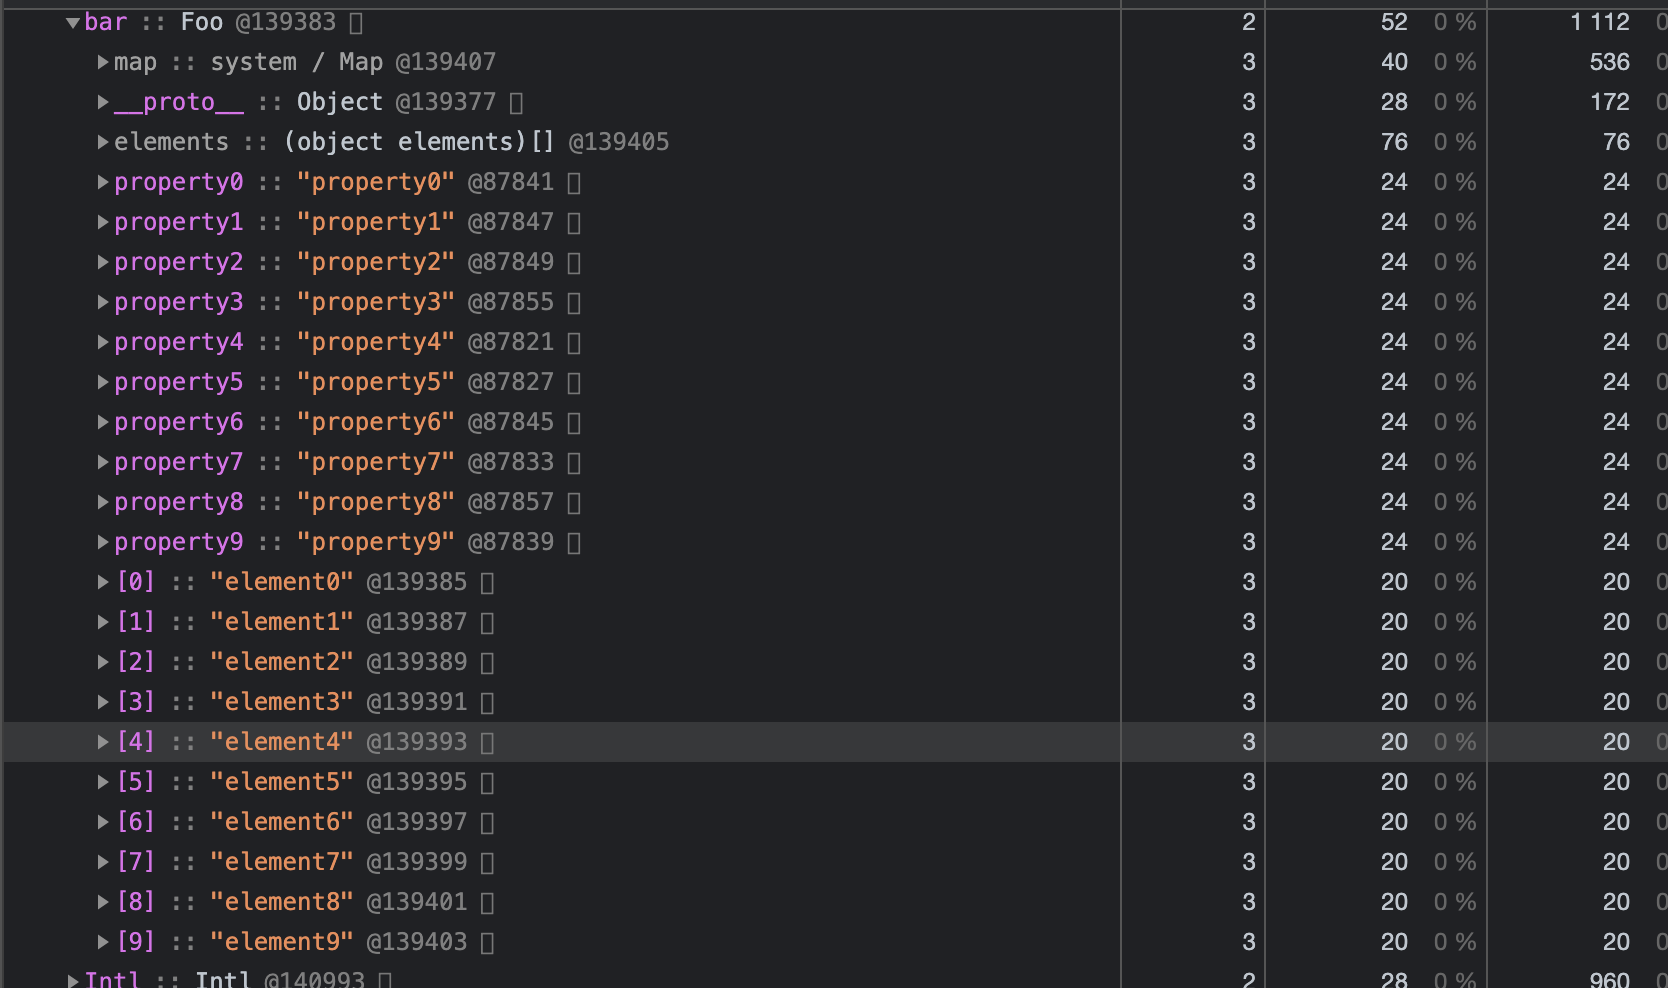 ▼bar :: Foo @139383 ▯ 2 52 0 % 1 112 0
▶map :: system / Map @139407 3 40 0 % 536 0
▶__proto__ :: Object @139377 ▯ 3 28 0 % 172 0
▶elements :: (object elements)[] @139405 3 76 0 % 76 0
▶property0 :: "property0" @87841 ▯ 3 24 0 % 24 0
▶property1 :: "property1" @87847 ▯ 3 24 0 % 24 0
▶property2 :: "property2" @87849 ▯ 3 24 0 % 24 0
▶property3 :: "property3" @87855 ▯ 3 24 0 % 24 0
▶property4 :: "property4" @87821 ▯ 3 24 0 % 24 0
▶property5 :: "property5" @87827 ▯ 3 24 0 % 24 0
▶property6 :: "property6" @87845 ▯ 3 24 0 % 24 0
▶property7 :: "property7" @87833 ▯ 3 24 0 % 24 0
▶property8 :: "property8" @87857 ▯ 3 24 0 % 24 0
▶property9 :: "property9" @87839 ▯ 3 24 0 % 24 0
▶[0] :: "element0" @139385 ▯ 3 20 0 % 20 0
▶[1] :: "element1" @139387 ▯ 3 20 0 % 20 0
▶[2] :: "element2" @139389 ▯ 3 20 0 % 20 0
▶[3] :: "element3" @139391 ▯ 3 20 0 % 20 0
▶[4] :: "element4" @139393 ▯ 3 20 0 % 20 0
▶[5] :: "element5" @139395 ▯ 3 20 0 % 20 0
▶[6] :: "element6" @139397 ▯ 3 20 0 % 20 0
▶[7] :: "element7" @139399 ▯ 3 20 0 % 20 0
▶[8] :: "element8" @139401 ▯ 3 20 0 % 20 0
▶[9] :: "element9" @139403 ▯ 3 20 0 % 20 0
▶Intl :: Intl @140993 ▯ 2 28 0 % 960 0